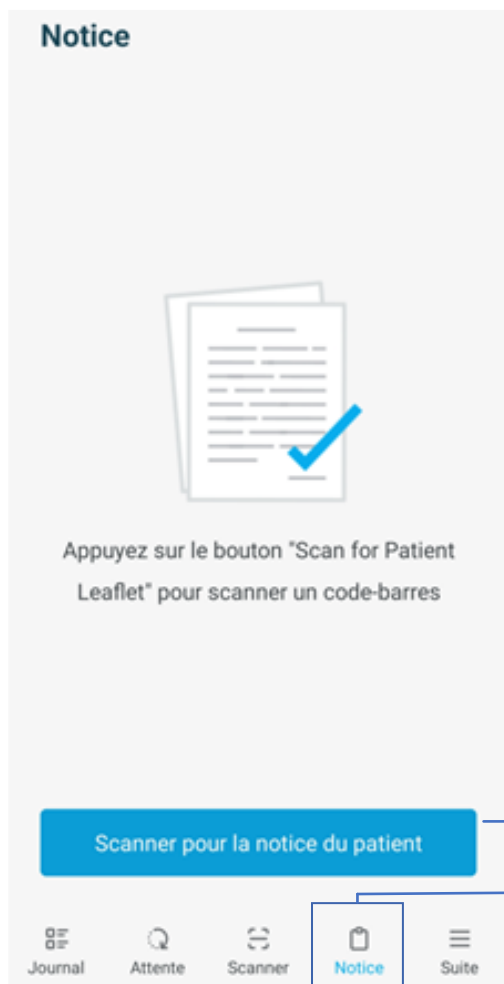 Notice
Appuyez sur le bouton "Scan for Patient
Leaflet" pour scanner un code-barres
Scanner pour la notice du patient
Journal Attente Scanner Notice Suite